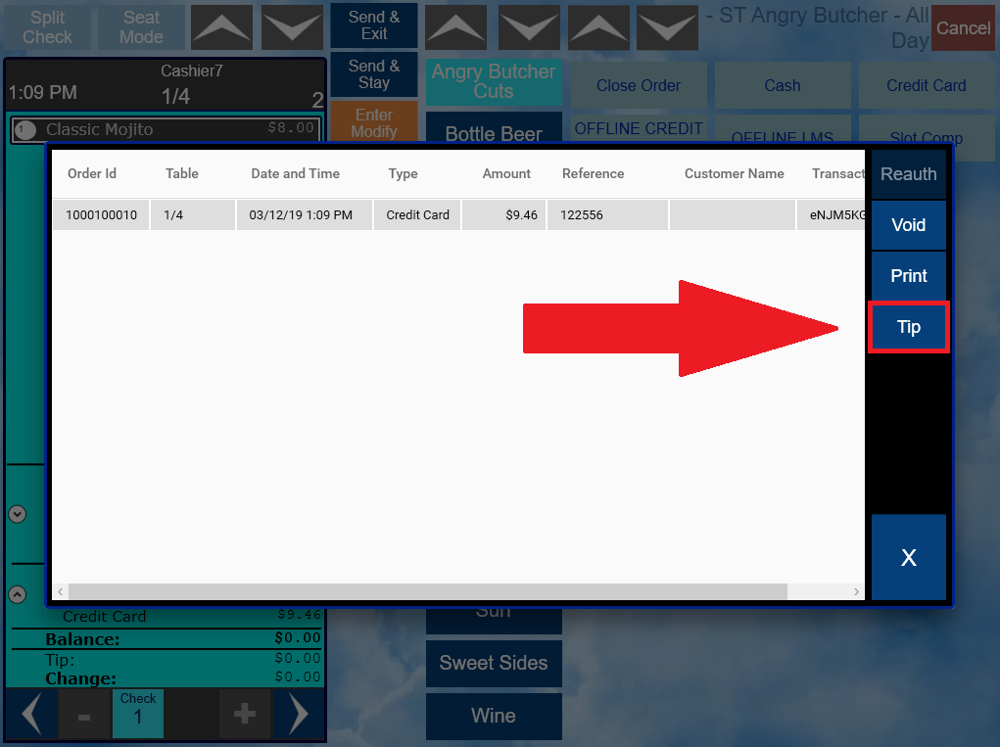 Split
Check
Seat
Mode
Send &
Exit
- ST Angry Butcher - All
Day
Cancel
Cashier7
1:09 PM
1/4
2
Send &
Stay
Angry Butcher
Cuts
Close Order
Cash
Credit Card
1 Classic Mojito $8.00
Enter
Modify
Bottle Beer
OFFLINE CREDIT
OFFLINE LMS
Slot Comp
Order Id Table Date and Time Type Amount Reference Customer Name Transact
1000100010 1/4 03/12/19 1:09 PM Credit Card $9.46 122556 eNJM5KG
Reauth
Void
Print
Tip
X
Credit Card $9.46
Balance: $0.00
Tip: $0.00
Change: $0.00
Check
- 1 +
Sweet Sides
Wine